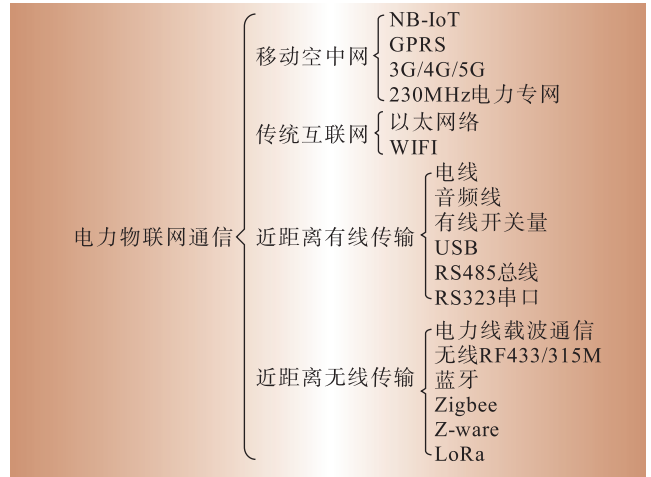 电力物联网通信
移动空中网
NB-IoT
GPRS
3G/4G/5G
230MHz电力专网
传统互联网
以太网络
WIFI
近距离有线传输
电线
音频线
有线开关量
USB
RS485总线
RS323串口
近距离无线传输
电力线载波通信
无线RF433/315M
蓝牙
Zigbee
Z-ware
LoRa